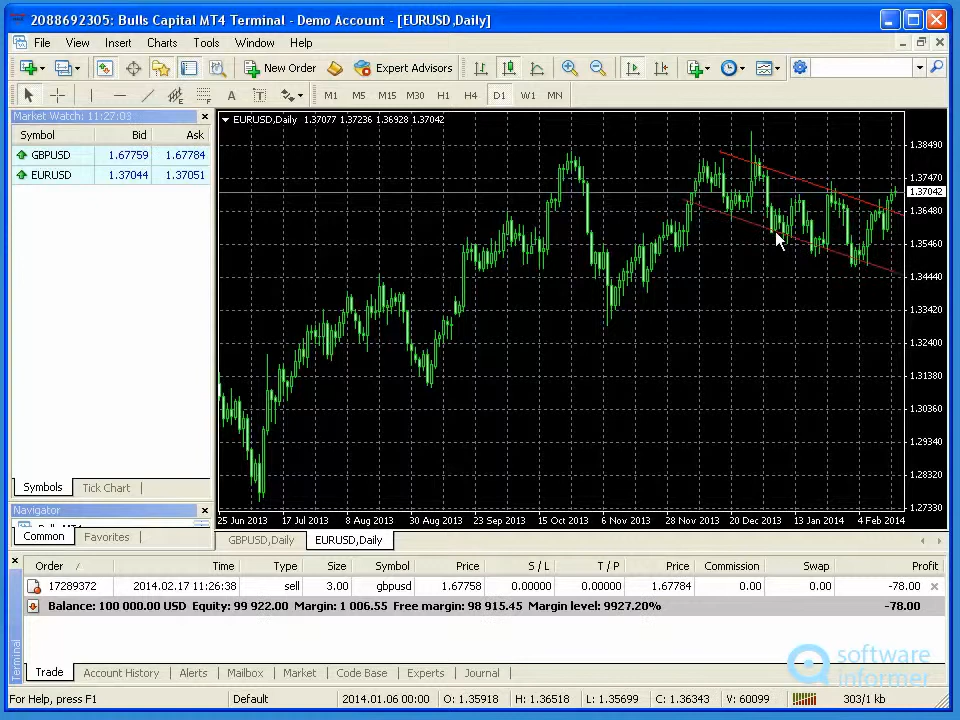 2088692305: Bulls Capital MT4 Terminal - Demo Account - [EURUSD,Daily]
File View Insert Charts Tools Window Help
New Order Expert Advisors
A T M1 M5 M15 M30 H1 H4 D1 W1 MN
Market Watch: 11:27:03
Symbol Bid Ask
GBPUSD 1.67759 1.67784
EURUSD 1.37044 1.37051
Symbols Tick Chart
Navigator
Common Favorites
EURUSD,Daily 1.37077 1.37236 1.36928 1.37042
1.38490
1.37470
1.37042
1.36480
1.35460
1.34440
1.33420
1.32400
1.31380
1.30360
1.29340
1.28320
1.27330
25 Jun 2013 17 Jul 2013 8 Aug 2013 30 Aug 2013 23 Sep 2013 15 Oct 2013 6 Nov 2013 28 Nov 2013 20 Dec 2013 13 Jan 2014 4 Feb 2014
GBPUSD,Daily EURUSD,Daily
Order Time Type Size Symbol Price S / L T / P Price Commission Swap Profit
17289372 2014.02.17 11:26:38 sell 3.00 gbpusd 1.67758 0.00000 0.00000 1.67784 0.00 0.00 -78.00
Balance: 100 000.00 USD Equity: 99 922.00 Margin: 1 006.55 Free margin: 98 915.45 Margin level: 9927.20% -78.00
Terminal
Trade Account History Alerts Mailbox Market Code Base Experts Journal
software
informer
For Help, press F1 Default 2014.01.06 00:00 O: 1.35918 H: 1.36518 L: 1.35699 C: 1.36343 V: 60099 303/1 kb